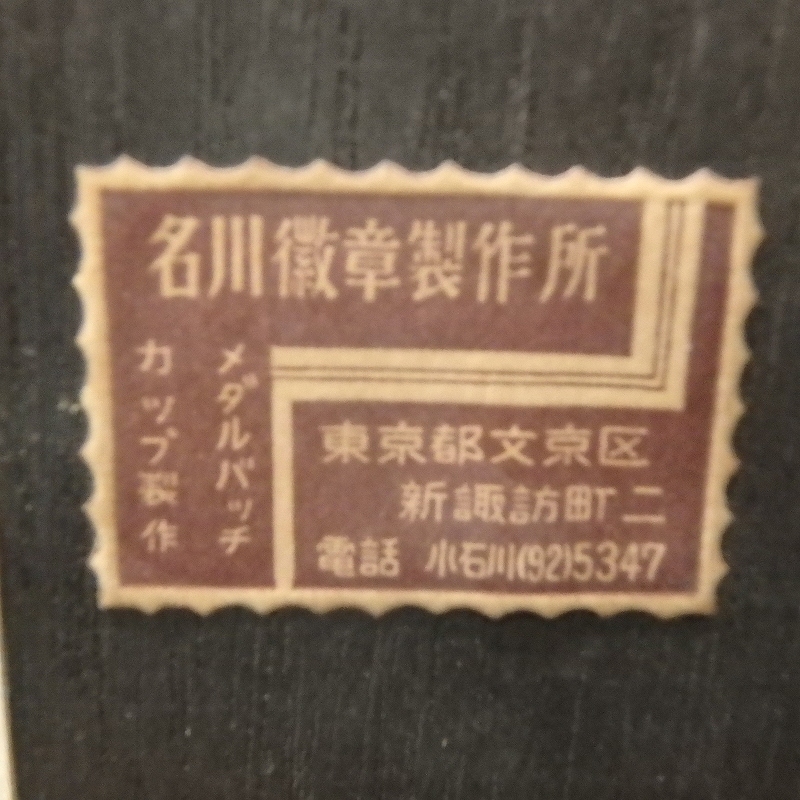 名川徽章製作所
メダルバッチ
カップ製作
東京都文京区
新諏訪町二
電話 小石川(92)5347